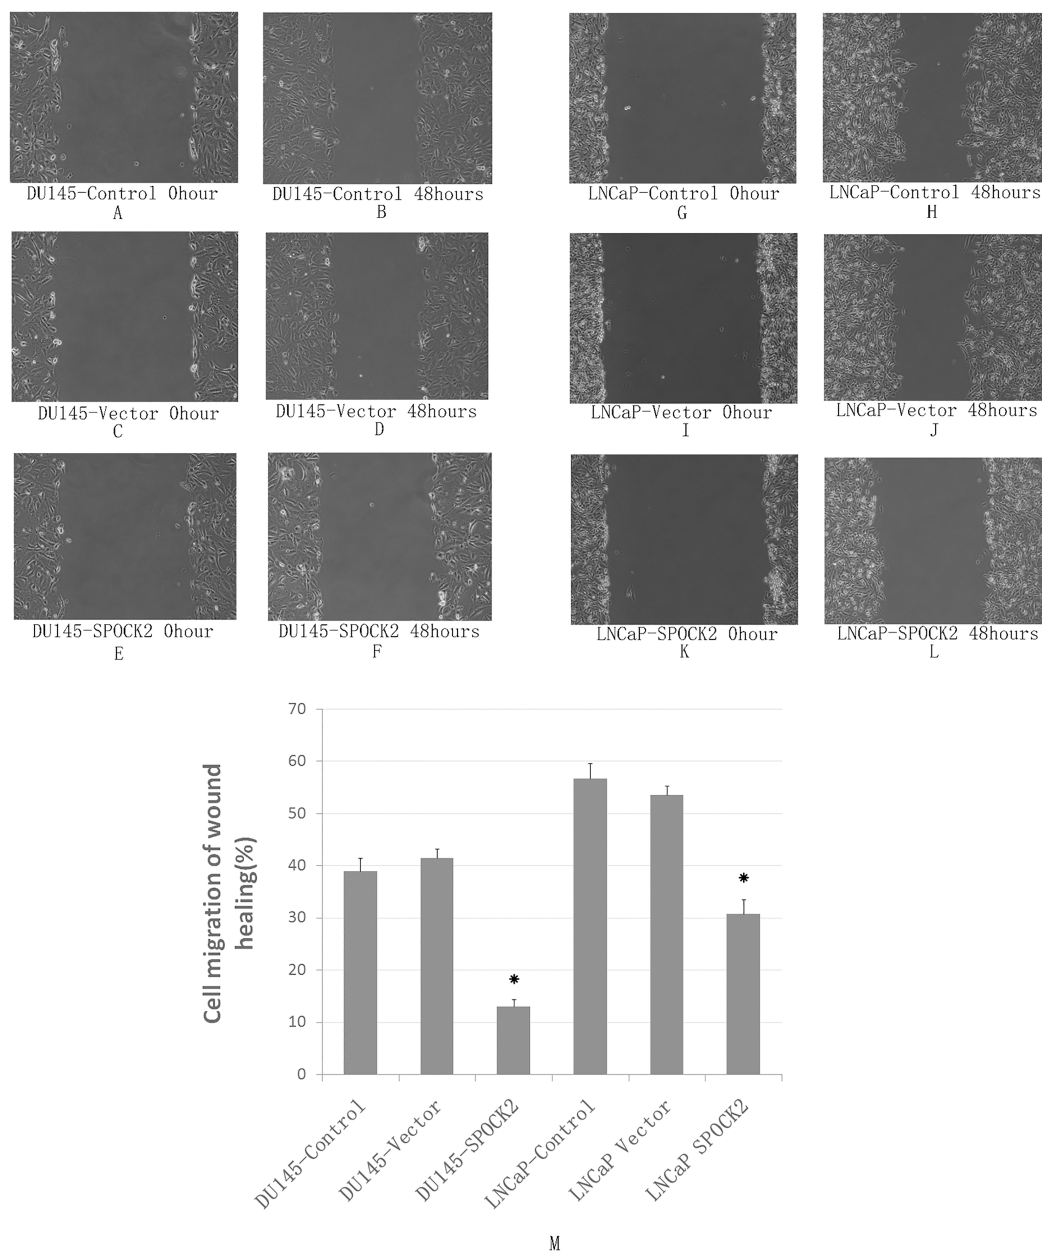 DU145-Control 0hour
A
DU145-Control 48hours
B
LNCaP-Control 0hour
G
LNCaP-Control 48hours
H
DU145-Vector 0hour
C
DU145-Vector 48hours
D
LNCaP-Vector 0hour
I
LNCaP-Vector 48hours
J
DU145-SPOCK2 0hour
E
DU145-SPOCK2 48hours
F
LNCaP-SPOCK2 0hour
K
LNCaP-SPOCK2 48hours
L
Cell migration of wound
healing(%)
70
60
50
40
30
20
10
0
*
*
DU145-Control
DU145-Vector
DU145-SPOCK2
LNCaP-Control
LNCaP Vector
LNCaP SPOCK2
M